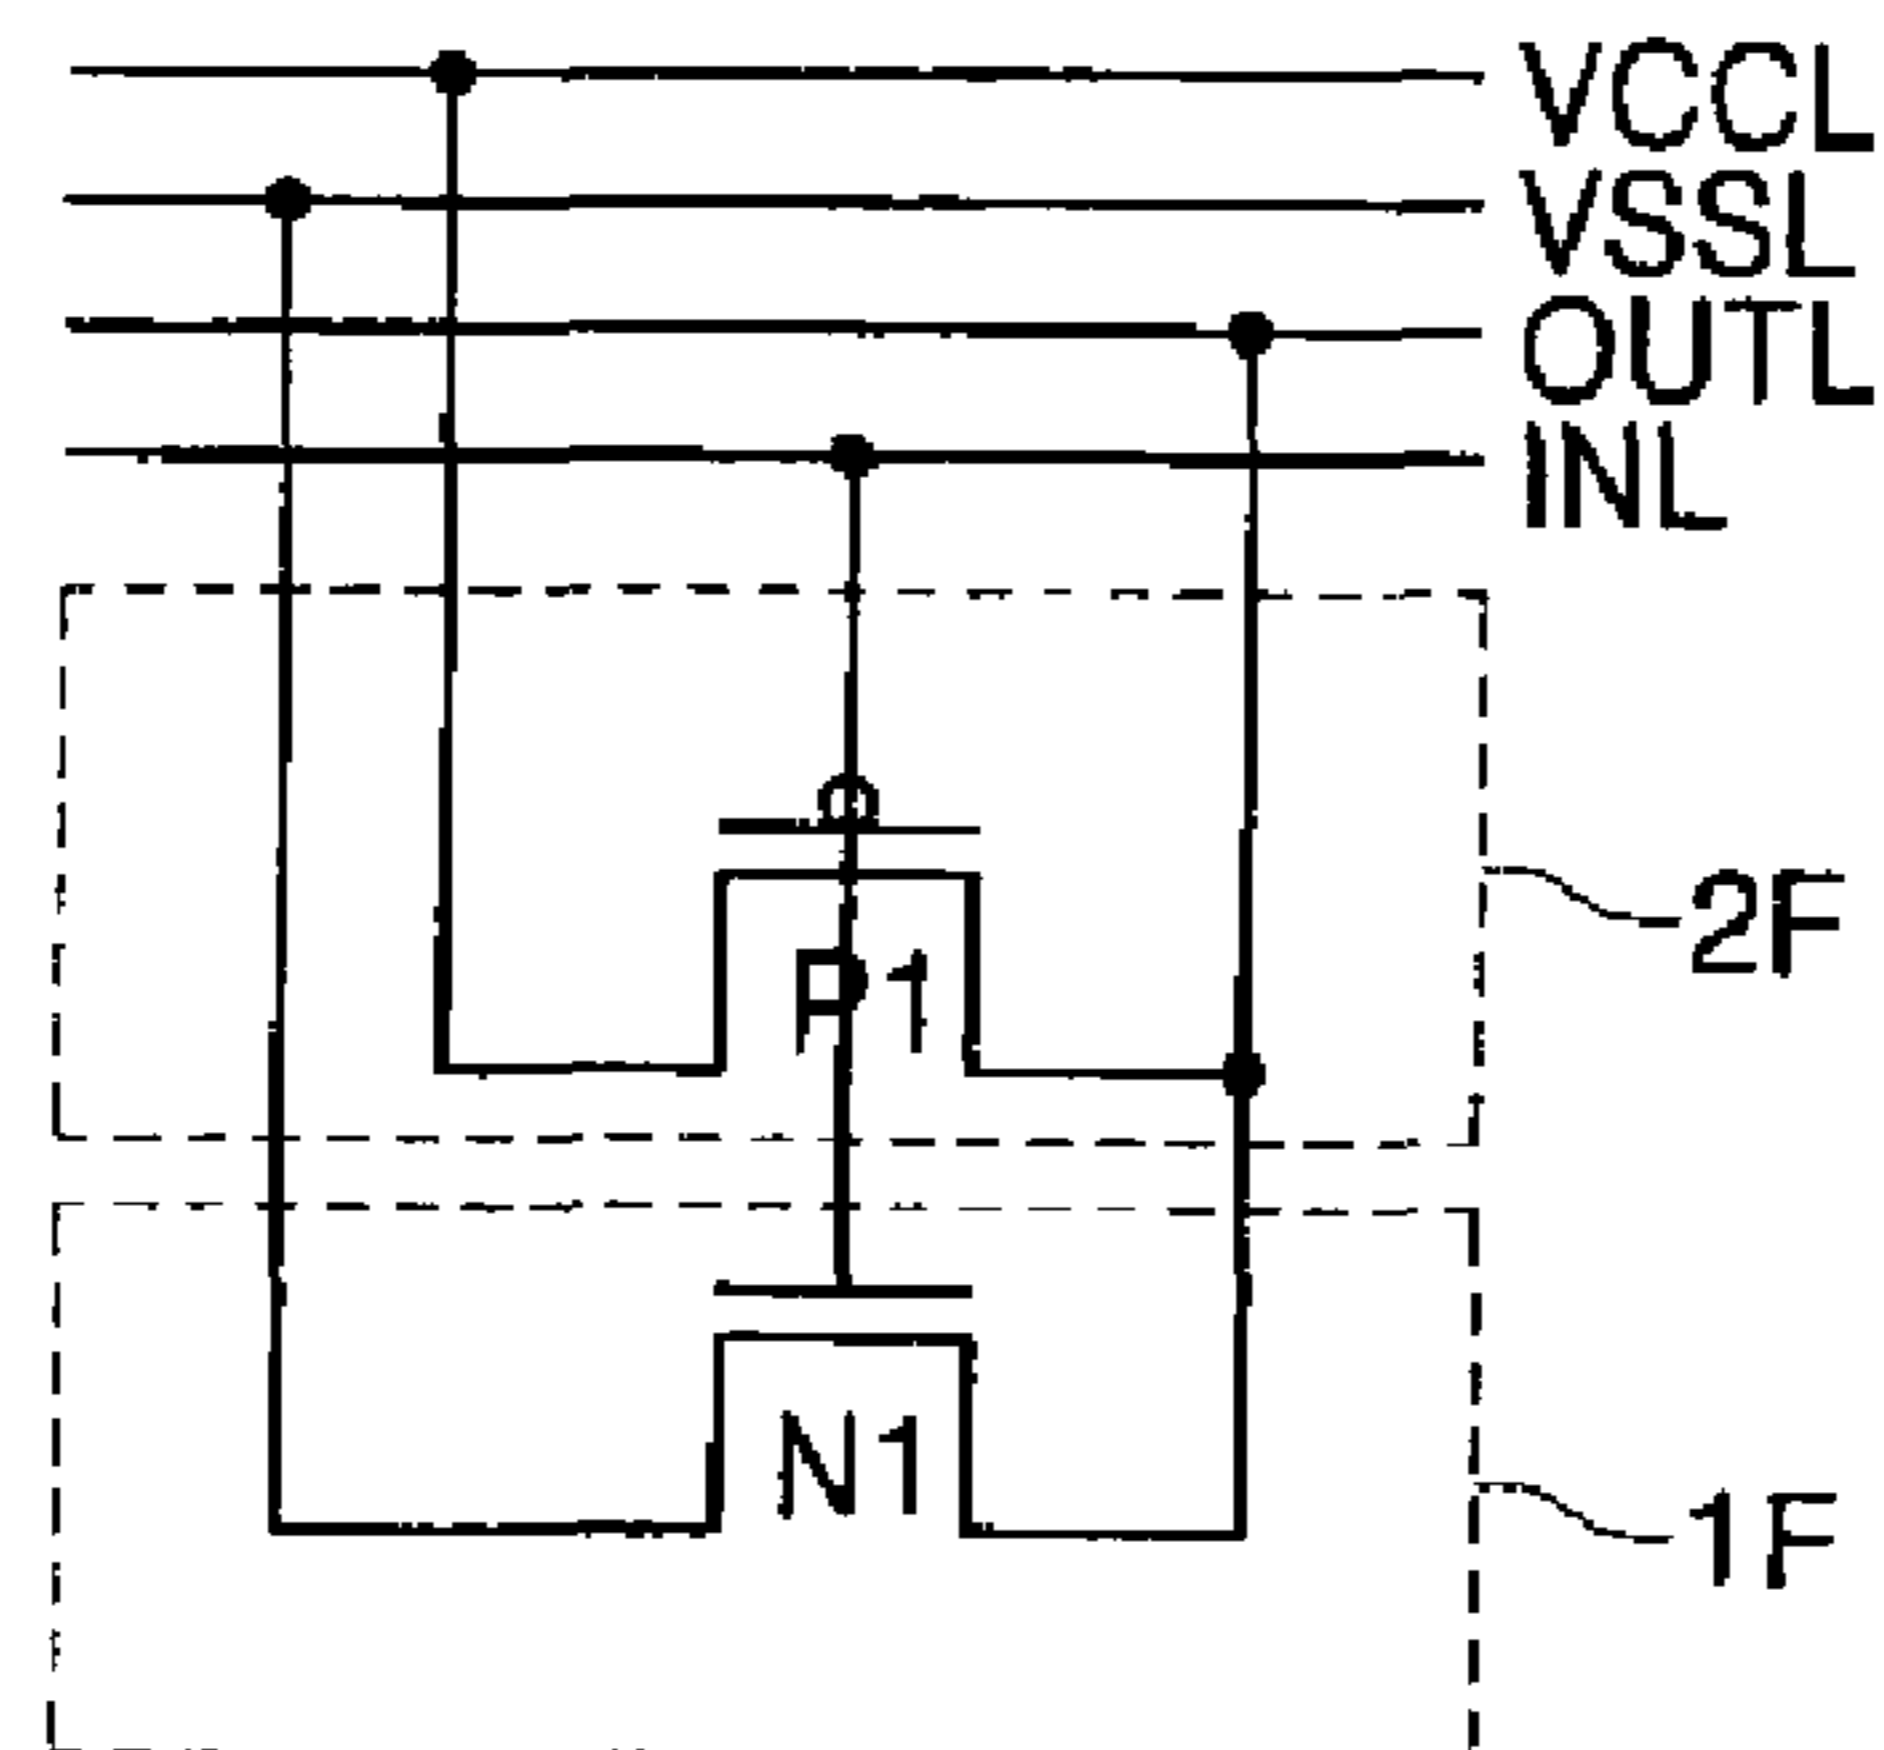 VCCL
VSSL
OUTL
INL
2F
P1
N1
1F